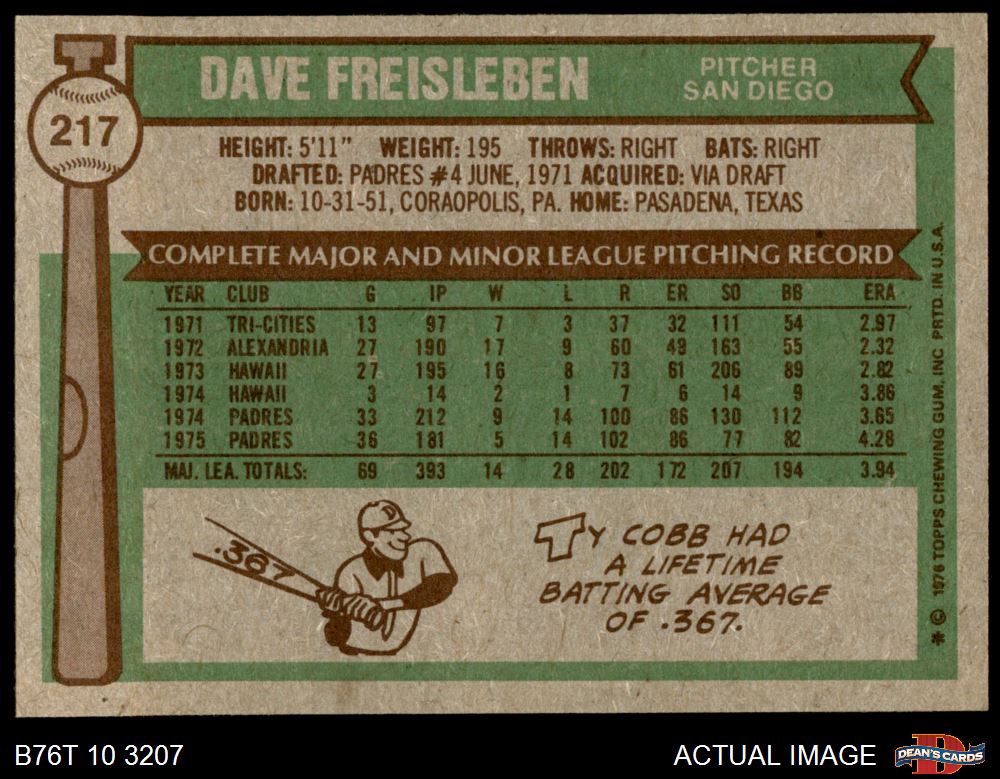 217
DAVE FREISLEBEN
PITCHER
SAN DIEGO
HEIGHT: 5'11" WEIGHT: 195 THROWS: RIGHT BATS: RIGHT
DRAFTED: PADRES #4 JUNE, 1971 ACQUIRED: VIA DRAFT
BORN: 10-31-51, CORAOPOLIS, PA. HOME: PASADENA, TEXAS
COMPLETE MAJOR AND MINOR LEAGUE PITCHING RECORD
YEAR CLUB G IP W L R ER SO BB ERA
1971 TRI-CITIES 13 97 7 3 37 32 111 54 2.97
1972 ALEXANDRIA 27 190 17 9 60 49 163 55 2.32
1973 HAWAII 27 195 16 8 73 61 206 89 2.82
1974 HAWAII 3 14 2 1 7 6 14 9 3.86
1974 PADRES 33 212 9 14 100 86 130 112 3.65
1975 PADRES 36 181 5 14 102 86 77 82 4.28
MAJ. LEA. TOTALS: 69 393 14 28 202 172 207 194 3.94
.367
TY COBB HAD
A LIFETIME
BATTING AVERAGE
OF .367.
* © 1976 TOPPS CHEWING GUM, INC PRTD. IN U.S.A.
B76T 10 3207
ACTUAL IMAGE
D
DEAN'S CARDS